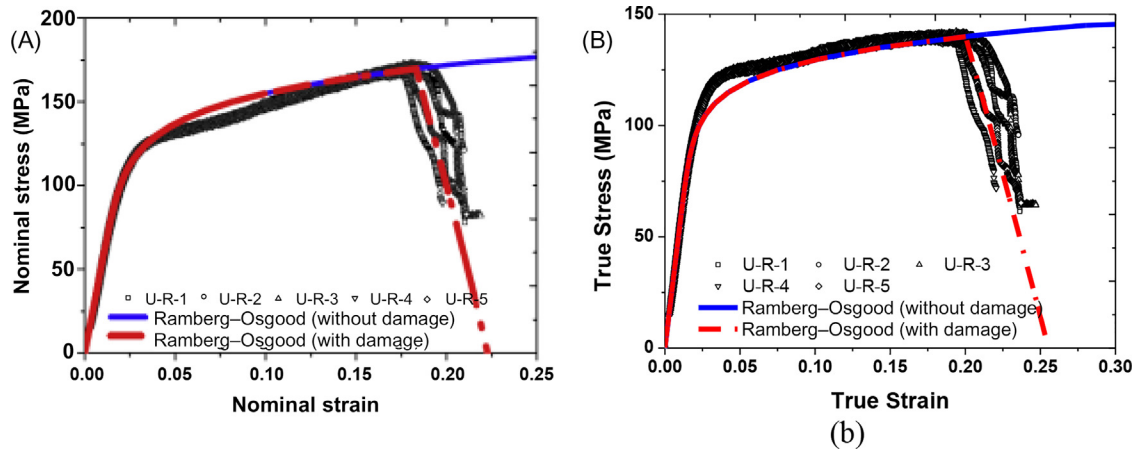 (A)
200
150
100
50
0
Nominal stress (MPa)
U-R-1 U-R-2 U-R-3 U-R-4 U-R-5
Ramberg–Osgood (without damage)
Ramberg–Osgood (with damage)
0.00 0.05 0.10 0.15 0.20 0.25
Nominal strain
(B)
150
100
50
0
True Stress (MPa)
U-R-1 U-R-2 U-R-3
U-R-4 U-R-5
Ramberg–Osgood (without damage)
Ramberg–Osgood (with damage)
0.00 0.05 0.10 0.15 0.20 0.25 0.30
True Strain
(b)